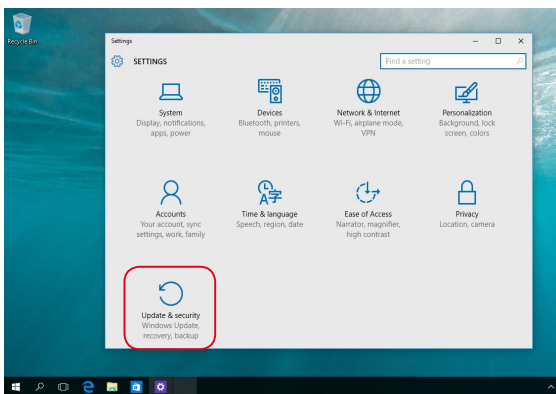 Recycle Bin
Settings
SETTINGS
Find a setting
System
Display, notifications,
apps, power
Devices
Bluetooth, printers,
mouse
Network & Internet
Wi-Fi, airplane mode,
VPN
Personalization
Background, lock
screen, colors
Accounts
Your account, sync
settings, work, family
A字
Time & language
Speech, region, date
Ease of Access
Narrator, magnifier,
high contrast
Privacy
Location, camera
Update & security
Windows Update,
recovery, backup